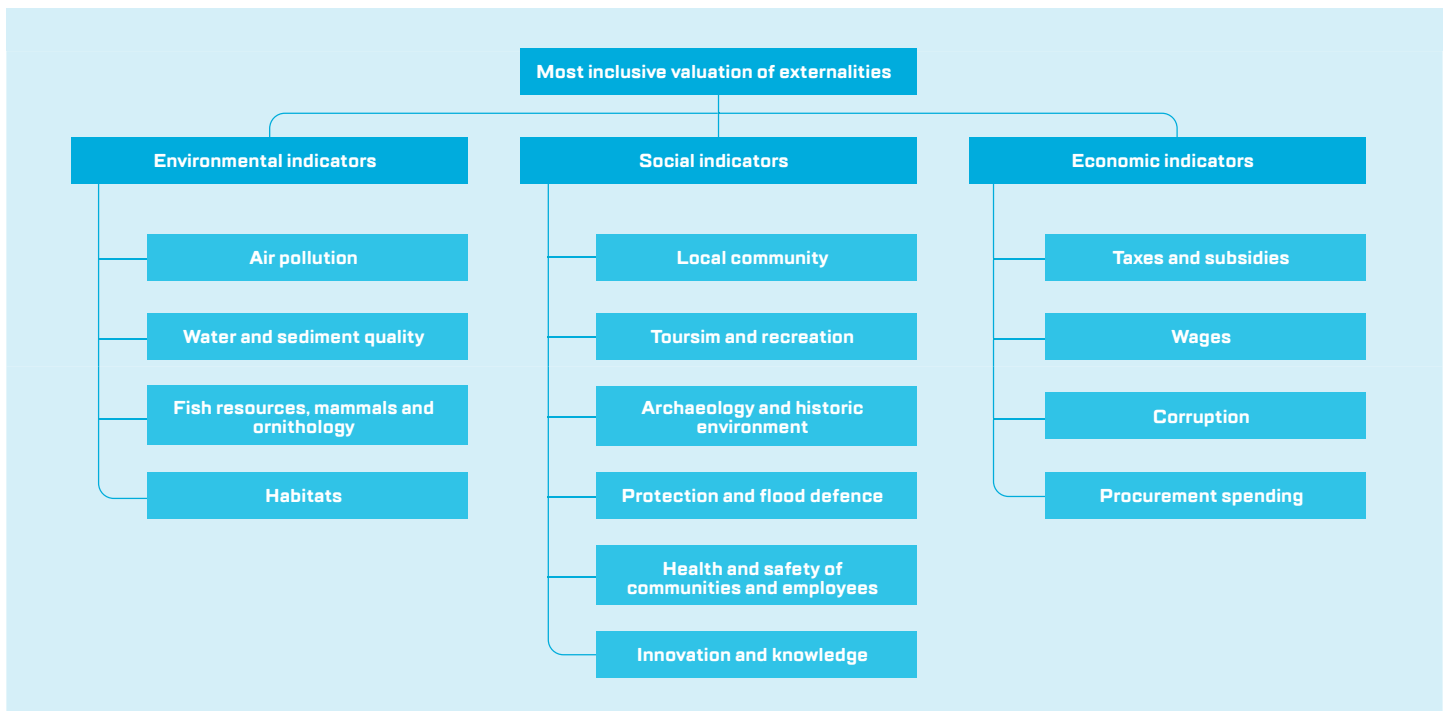 Most inclusive valuation of externalities
Environmental indicators
Air pollution
Water and sediment quality
Fish resources, mammals and
ornithology
Habitats
Social indicators
Local community
Toursim and recreation
Archaeology and historic
environment
Protection and flood defence
Health and safety of
communities and employees
Innovation and knowledge
Economic indicators
Taxes and subsidies
Wages
Corruption
Procurement spending